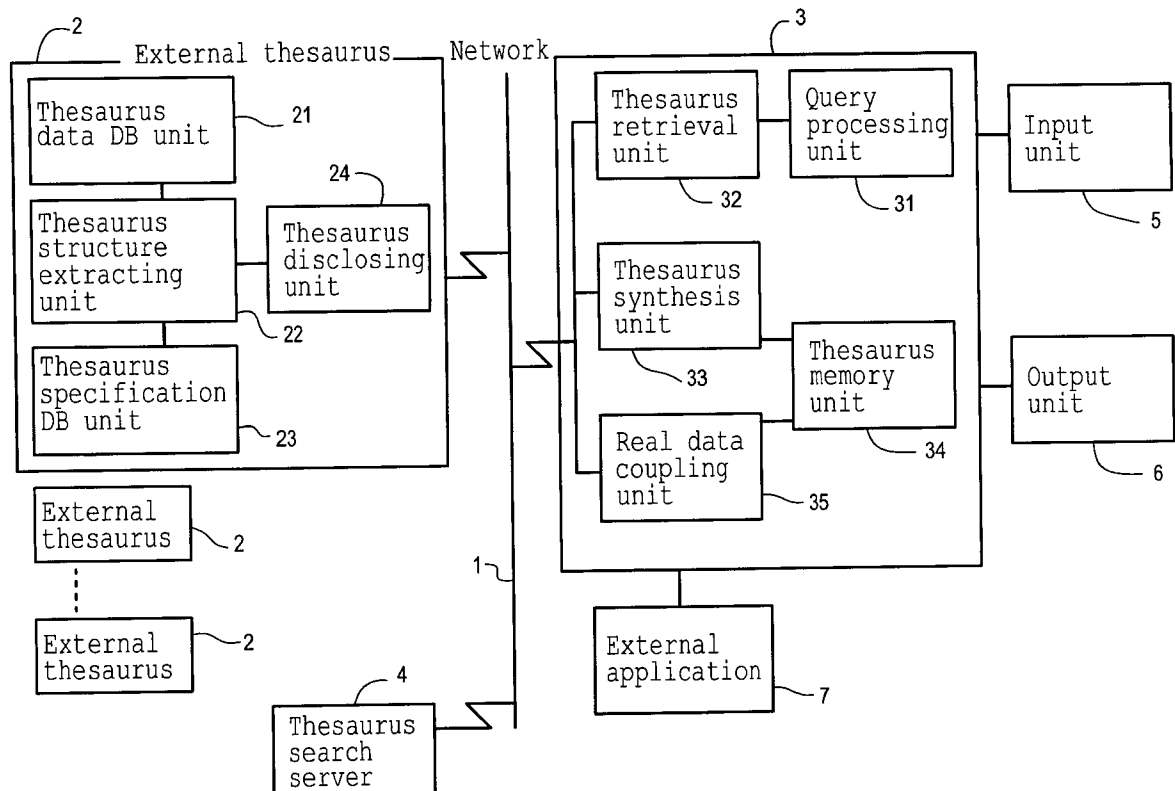 2
External thesaurus
Network
3
Thesaurus
data DB unit
21
Thesaurus
structure
extracting
unit
22
24
Thesaurus
disclosing
unit
Thesaurus
specification
DB unit
23
External
thesaurus
2
External
thesaurus
2
1
4
Thesaurus
search
server
Thesaurus
retrieval
unit
32
Query
processing
unit
31
Thesaurus
synthesis
unit
33
Thesaurus
memory
unit
34
Real data
coupling
unit
35
Input
unit
5
Output
unit
6
External
application
7